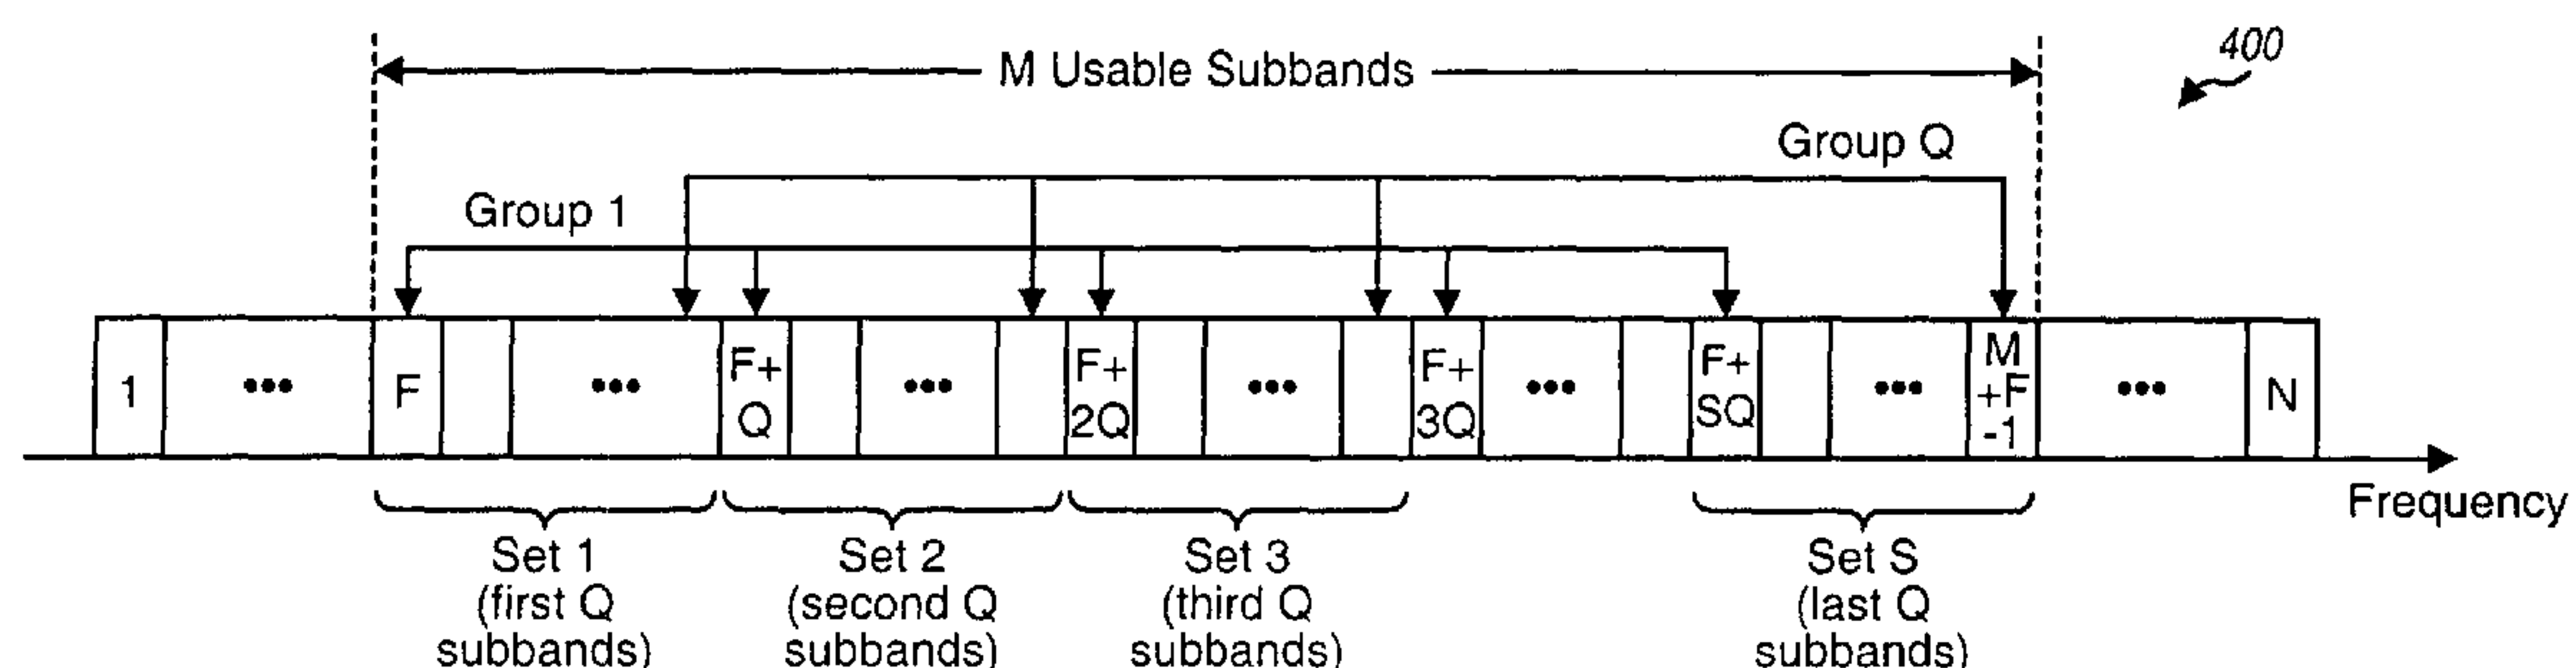 400
M Usable Subbands
Group Q
Group 1
1 ••• F ••• F+ Q ••• F+ 2Q ••• F+ 3Q ••• F+ SQ ••• M +F -1 ••• N
Frequency
Set 1
(first Q
subbands)
Set 2
(second Q
subbands)
Set 3
(third Q
subbands)
Set S
(last Q
subbands)